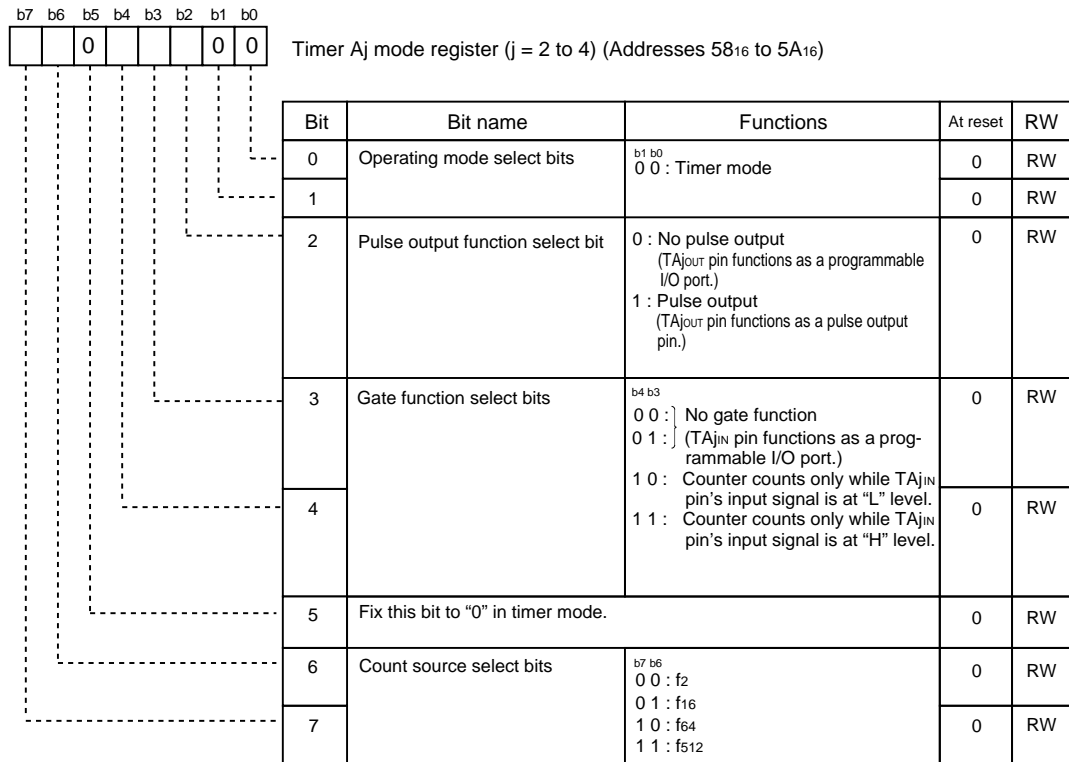 b7 b6 b5 b4 b3 b2 b1 b0
0 0 0
Timer Aj mode register (j = 2 to 4) (Addresses 5816 to 5A16)
Bit Bit name Functions At reset RW
0 Operating mode select bits b1 b0 0 RW
0 0 : Timer mode
1 0 RW
2 Pulse output function select bit 0 : No pulse output 0 RW
(TAjOUT pin functions as a programmable
I/O port.)
1 : Pulse output
(TAjOUT pin functions as a pulse output
pin.)
3 Gate function select bits b4 b3 0 RW
0 0 : No gate function
0 1 : (TAjIN pin functions as a prog-
rammable I/O port.)
1 0 : Counter counts only while TAjIN
pin’s input signal is at “L” level.
4 0 RW
1 1 : Counter counts only while TAjIN
pin’s input signal is at “H” level.
5 Fix this bit to “0” in timer mode. 0 RW
6 Count source select bits b7 b6 0 RW
0 0 : f2
0 1 : f16
7 1 0 : f64 0 RW
1 1 : f512